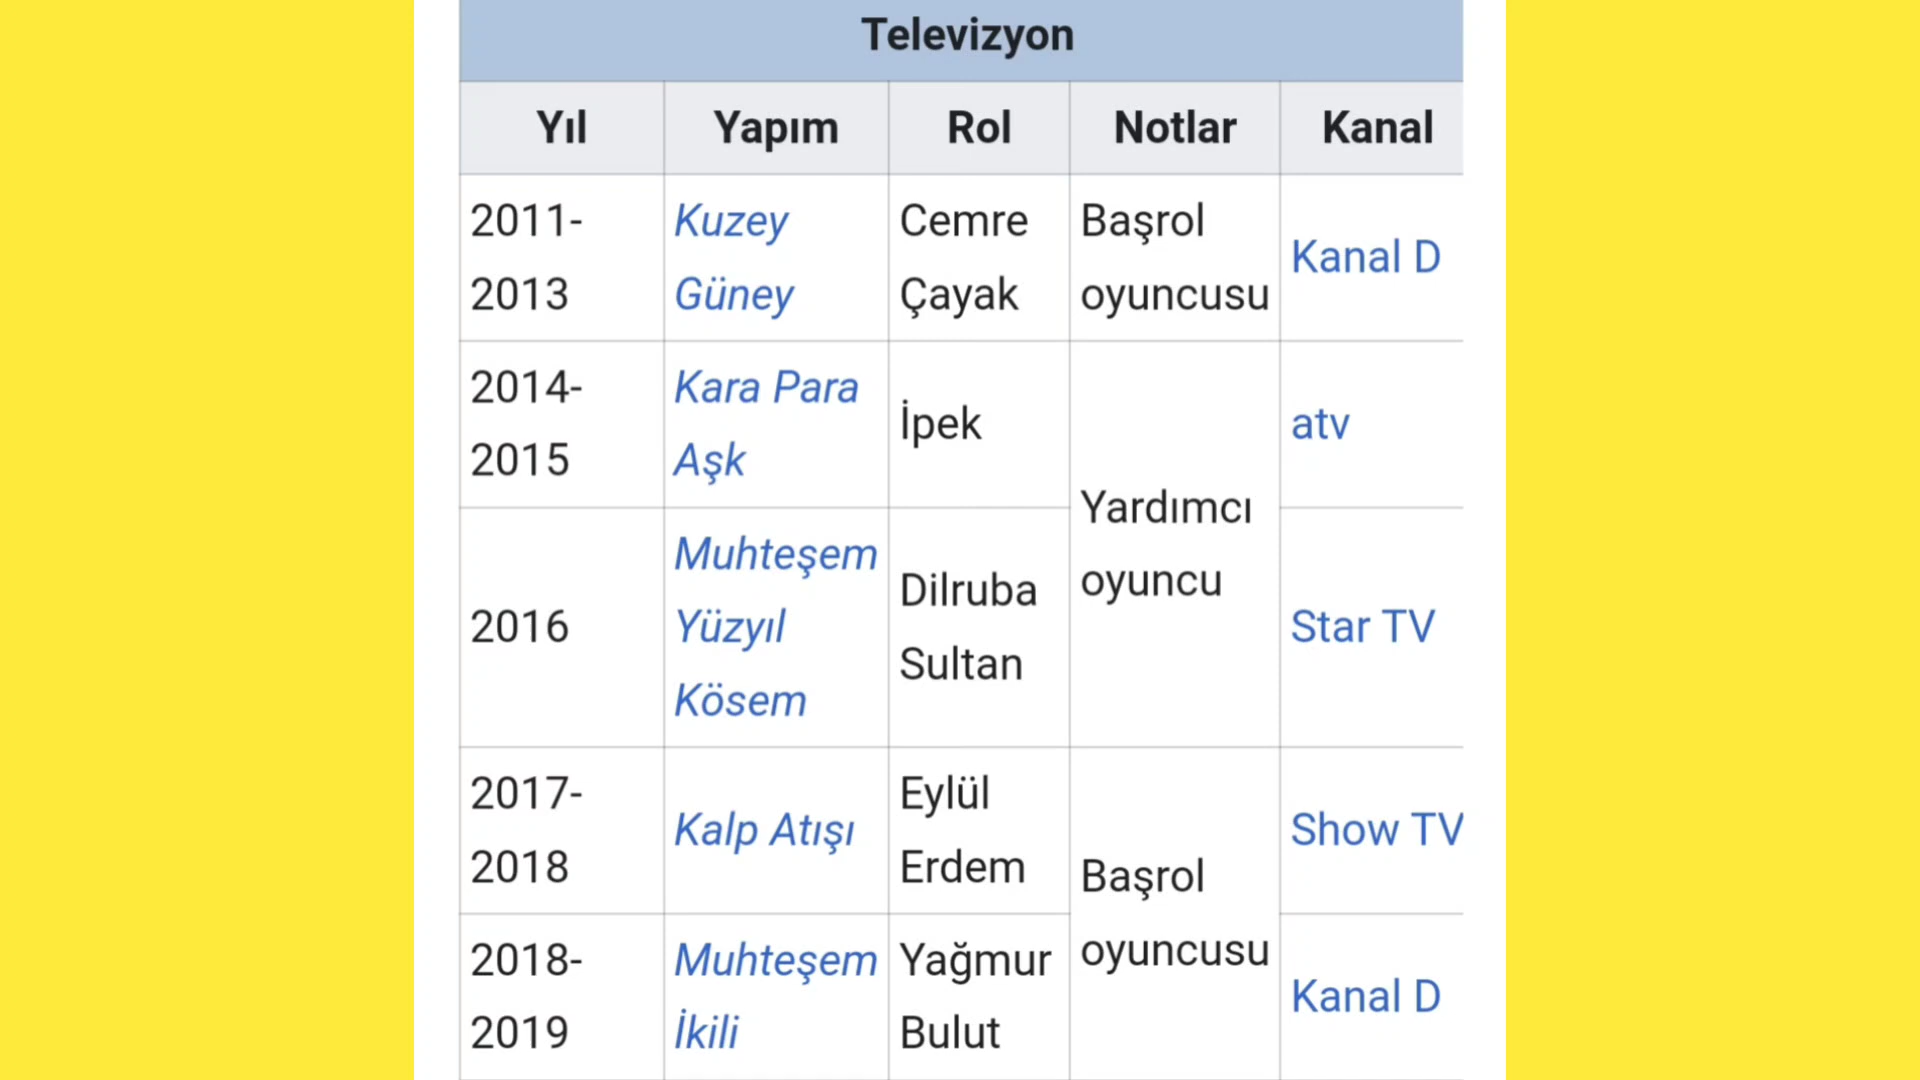 Televizyon
Yıl Yapım Rol Notlar Kanal
2011-
2013
Kuzey
Güney
Cemre
Çayak
Başrol
oyuncusu
Kanal D
2014-
2015
Kara Para
Aşk
İpek
Yardımcı
oyuncu
atv
2016
Muhteşem
Yüzyıl
Kösem
Dilruba
Sultan
Star TV
2017-
2018
Kalp Atışı
Eylül
Erdem
Başrol
oyuncusu
Show TV
2018-
2019
Muhteşem
İkili
Yağmur
Bulut
Kanal D